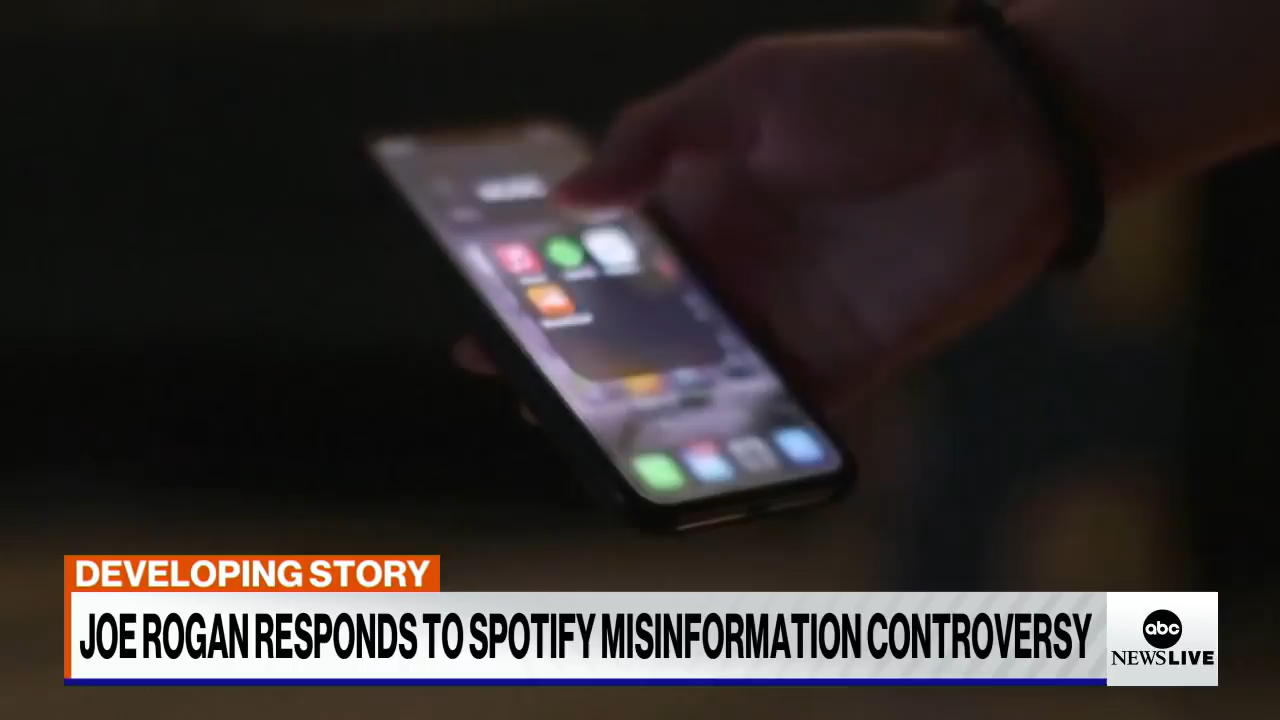 DEVELOPING STORY
JOE ROGAN RESPONDS TO SPOTIFY MISINFORMATION CONTROVERSY
abc
NEWS LIVE